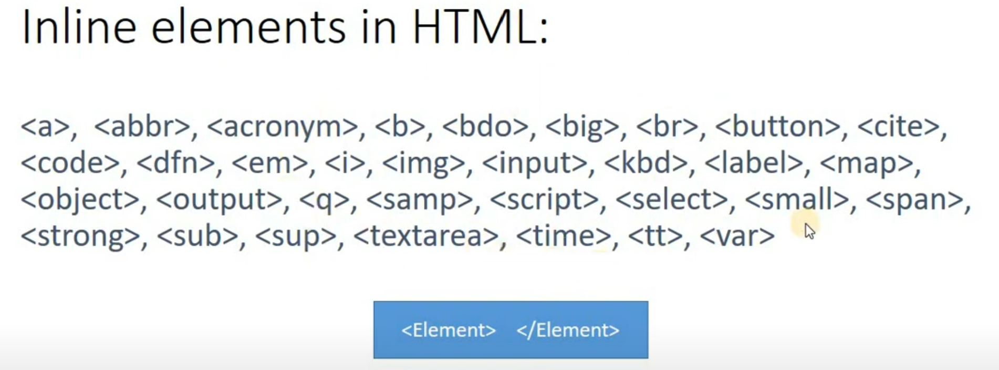 Inline elements in HTML:
<a>, <abbr>, <acronym>, <b>, <bdo>, <big>, <br>, <button>, <cite>,
<code>, <dfn>, <em>, <i>, <img>, <input>, <kbd>, <label>, <map>,
<object>, <output>, <q>, <samp>, <script>, <select>, <small>, <span>,
<strong>, <sub>, <sup>, <textarea>, <time>, <tt>, <var>
<Element> </Element>